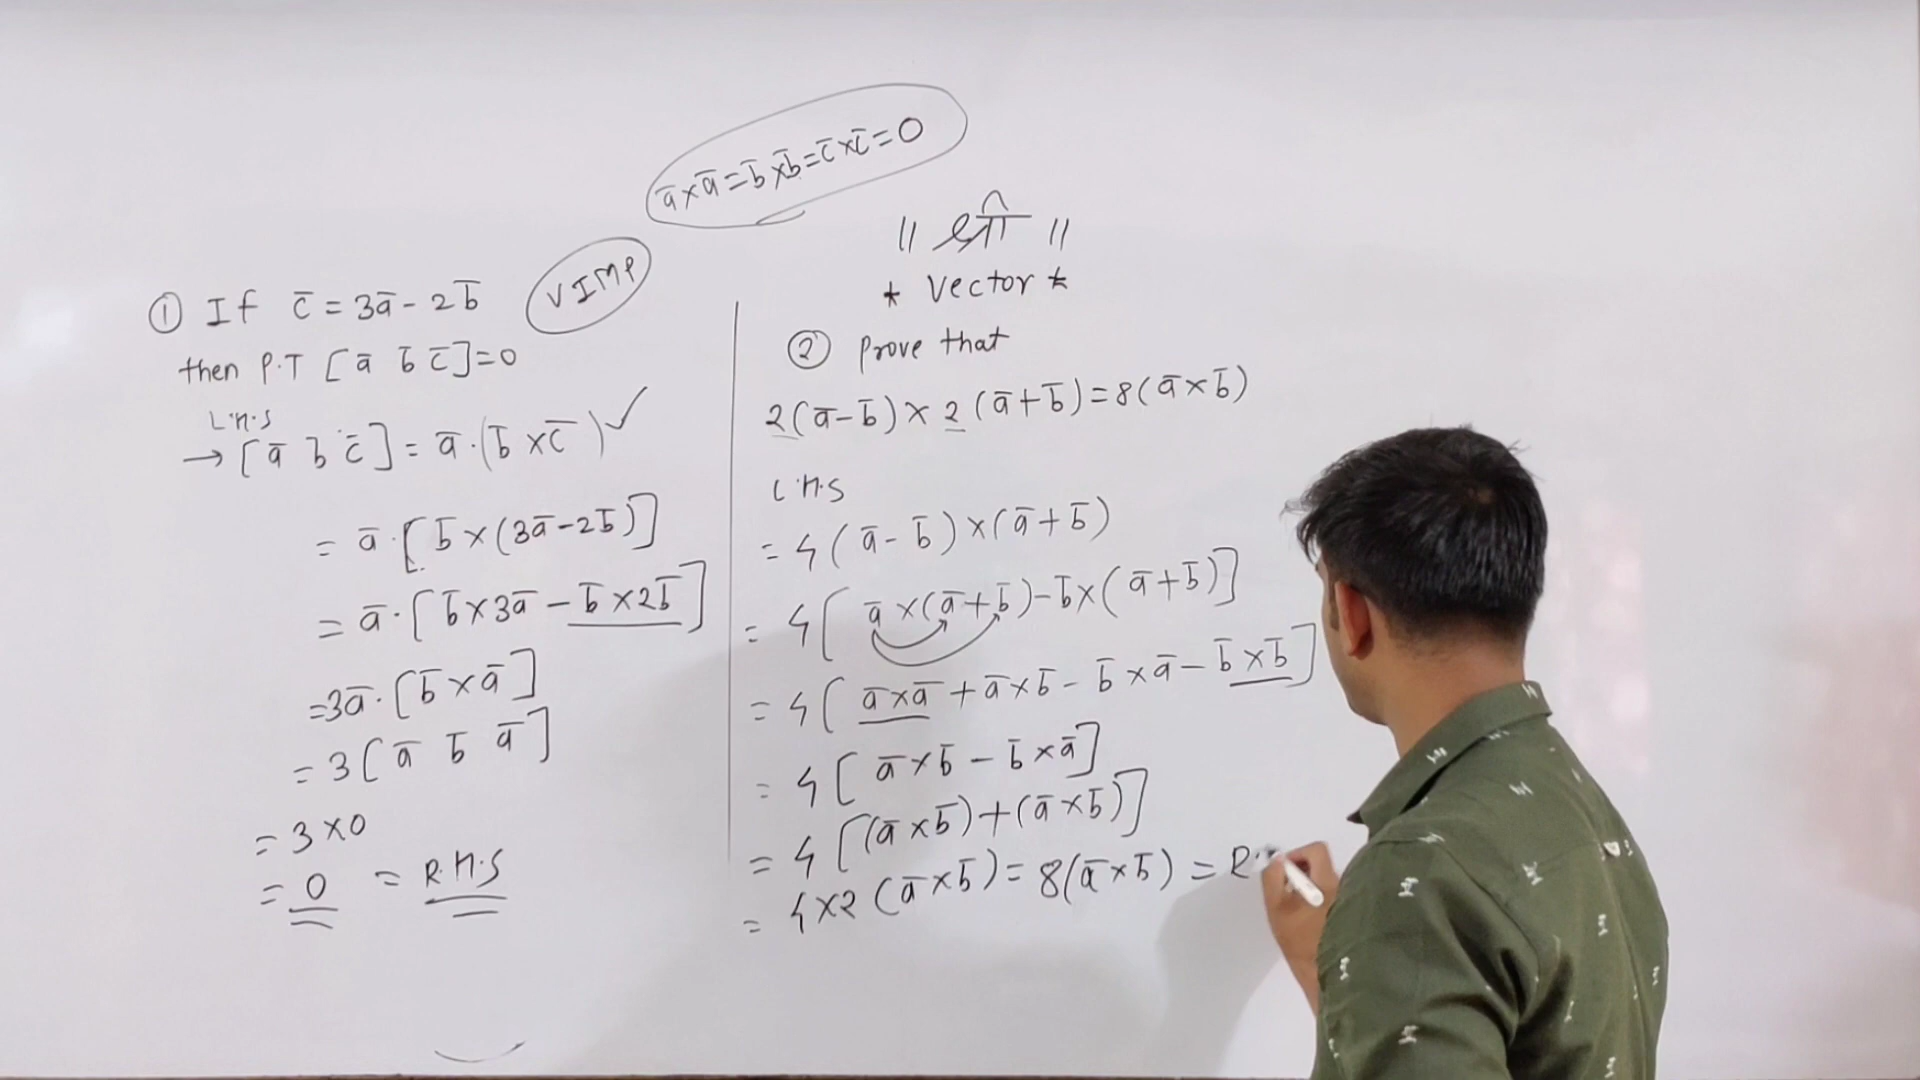 a̅×a̅=b̅×b̅=c̅×c̅=0
|| श्री ||
* Vector *
① If c̅ = 3a̅ - 2b̅
VIMP
then P.T [a̅ b̅ c̅]=0
L.H.S
→ [a̅ b̅ c̅] = a̅·(b̅ × c̅) ✓
= a̅·[b̅×(3a̅-2b̅)]
= a̅·[b̅×3a̅ - b̅×2b̅]
=3a̅·[b̅×a̅]
= 3[a̅ b̅ a̅]
= 3×0
= 0 = R.H.S
② Prove that
2(a̅-b̅)×2(a̅+b̅)=8(a̅×b̅)
L.H.S
= 4(a̅-b̅)×(a̅+b̅)
= 4[a̅×(a̅+b̅)-b̅×(a̅+b̅)]
= 4[a̅×a̅ + a̅×b̅ - b̅×a̅ - b̅×b̅]
= 4[a̅×b̅ - b̅×a̅]
= 4[(a̅×b̅)+(a̅×b̅)]
= 4×2(a̅×b̅)= 8(a̅×b̅) = R.